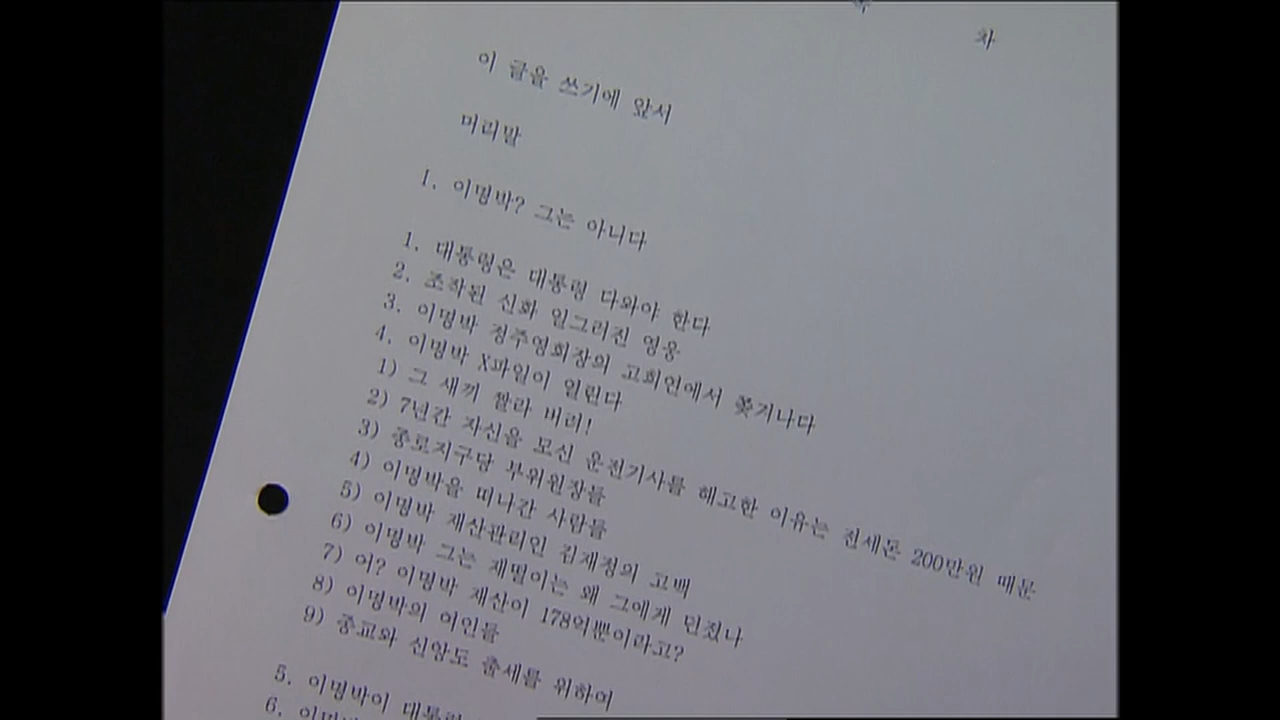 차
이 글을 쓰기에 앞서
머리말
I. 이명박? 그는 아니다
1. 대통령은 대통령 다와야 한다
2. 조작된 신화 일그러진 영웅
3. 이명박 정주영회장의 고희연에서 쫓겨나다
4. 이명박 X파일이 열린다
1) 그 새끼 짤라 버려!
2) 7년간 자신을 모신 운전기사를 해고한 이유는 전세돈 200만원 때문
3) 종로지구당 부위원장들
4) 이명박을 떠나간 사람들
5) 이명박 재산관리인 김재정의 고백
6) 이명박 그는 재떨이는 왜 그에게 던졌나
7) 어? 이명박 재산이 178억뿐이라고?
8) 이명박의 여인들
9) 종교와 신앙도 출세를 위하여
5. 이명박이 대통령
6. 이명박